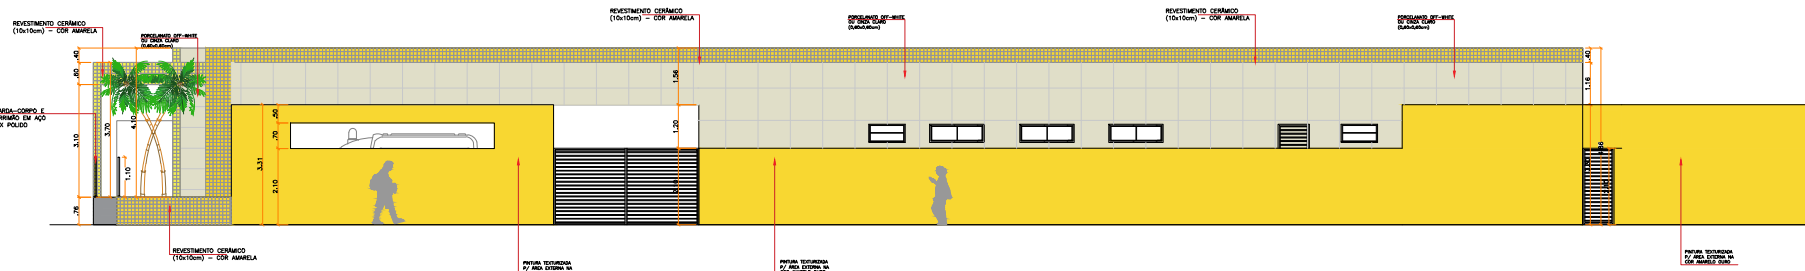 REVESTIMENTO CERÂMICO
(10x10cm) - COR AMARELA
PORCELANATO OFF-WHITE
OU CINZA CLARO
(0,60x0,60cm)
REVESTIMENTO CERÂMICO
(10x10cm) - COR AMARELA
PORCELANATO OFF-WHITE
OU CINZA CLARO
(0,60x0,60cm)
REVESTIMENTO CERÂMICO
(10x10cm) - COR AMARELA
PORCELANATO OFF-WHITE
OU CINZA CLARO
(0,60x0,60cm)
ARDA-CORPO E
RRIMÃO EM AÇO
X POLIDO
.40
.60
3.10
.76
3.70
4.10
1.10
3.31
.50
.70
2.10
1.56
1.20
.40
1.16
REVESTIMENTO CERÂMICO
(10x10cm) - COR AMARELA
PINTURA TEXTURIZADA
P/ ÁREA EXTERNA NA
PINTURA TEXTURIZADA
P/ ÁREA EXTERNA NA
PINTURA TEXTURIZADA
P/ ÁREA EXTERNA NA
COR AMARELO OURO